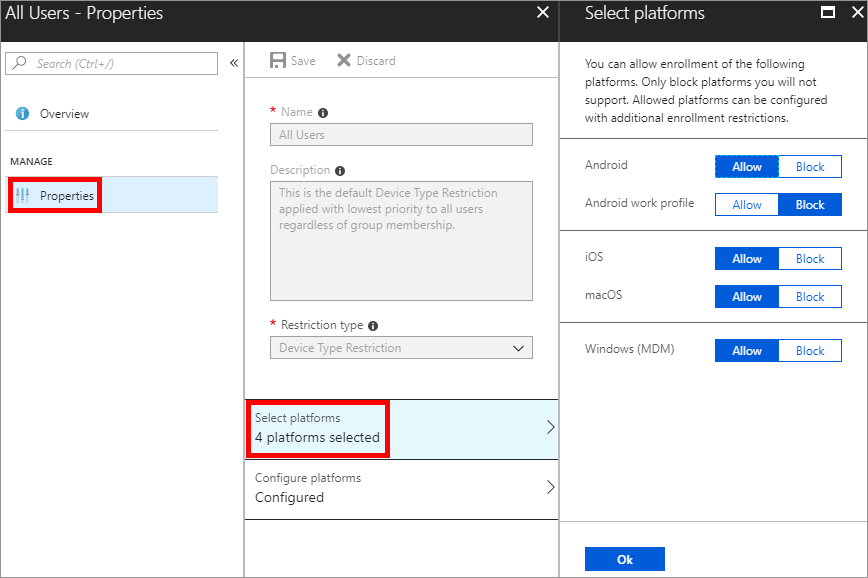 All Users - Properties
Search (Ctrl+/)
Overview
MANAGE
Properties
Save
Discard
* Name
All Users
Description
This is the default Device Type Restriction
applied with lowest priority to all users
regardless of group membership.
* Restriction type
Device Type Restriction
Select platforms
4 platforms selected
Configure platforms
Configured
Select platforms
You can allow enrollment of the following
platforms. Only block platforms you will not
support. Allowed platforms can be configured
with additional enrollment restrictions.
Android Allow Block
Android work profile Allow Block
iOS Allow Block
macOS Allow Block
Windows (MDM) Allow Block
Ok